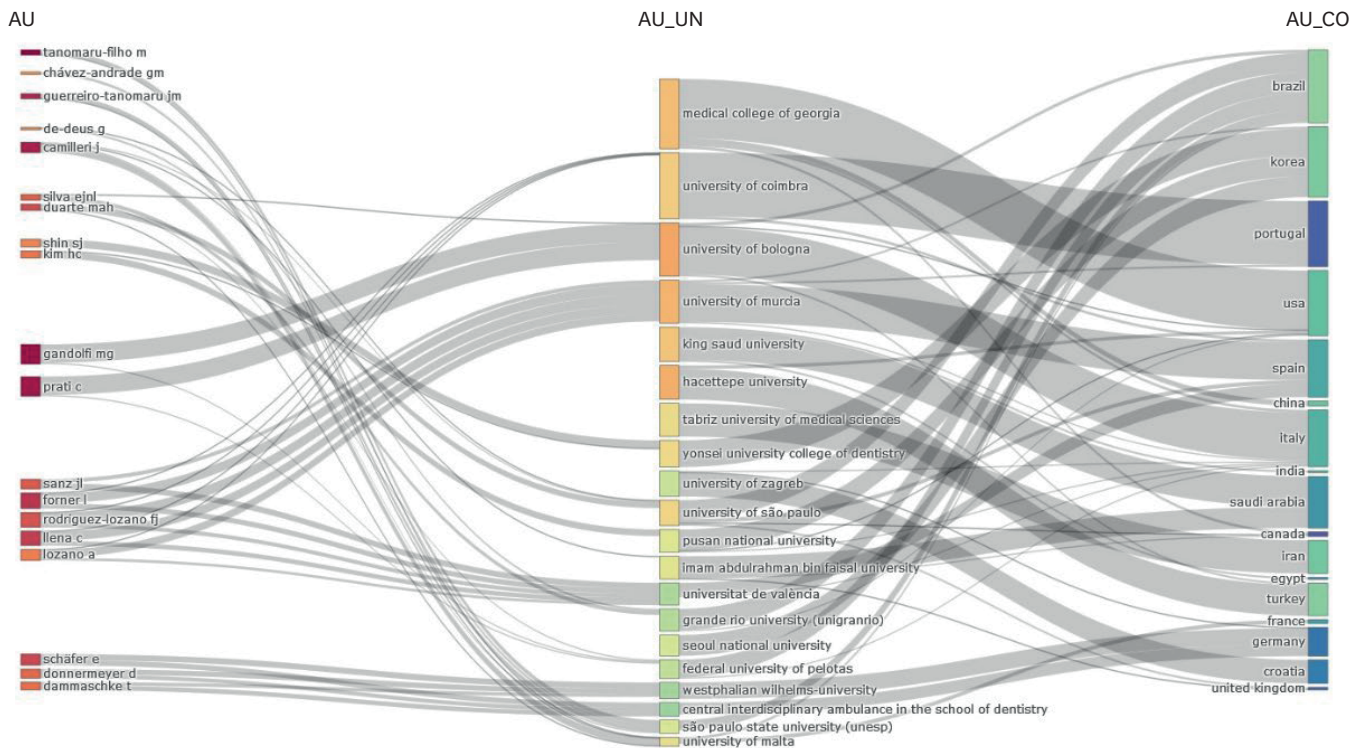 AU
AU_UN
AU_CO
tanomaru-filho m
chávez-andrade gm
guerreiro-tanomaru jm
de-deus g
camilleri j
silva ejnl
duarte mah
shin sj
kim hc
gandolfi mg
prati c
sanz jl
forner l
rodríguez-lozano fj
llena c
lozano a
schäfer e
donnermeyer d
dammaschke t
medical college of georgia
university of coimbra
university of bologna
university of murcia
king saud university
hacettepe university
tabriz university of medical sciences
yonsei university college of dentistry
university of zagreb
university of são paulo
pusan national university
imam abdulrahman bin faisal university
universitat de valència
grande rio university (unigranrio)
seoul national university
federal university of pelotas
westphalian wilhelms-university
central interdisciplinary ambulance in the school of dentistry
são paulo state university (unesp)
university of malta
brazil
korea
portugal
usa
spain
china
italy
india
saudi arabia
canada
iran
egypt
turkey
france
germany
croatia
united kingdom